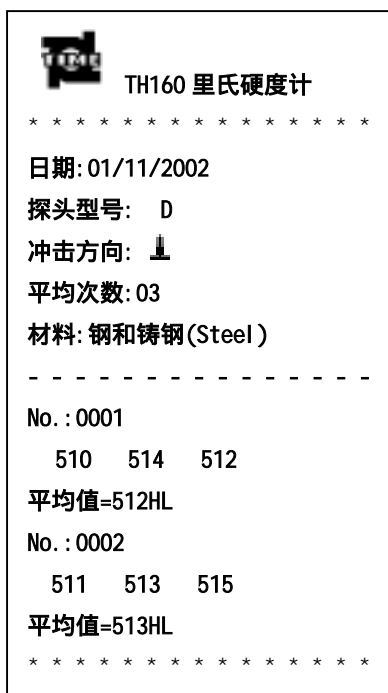 TIME
TH160 里氏硬度计
* * * * * * * * * * * * * * *
日期:01/11/2002
探头型号: D
冲击方向:
平均次数:03
材料:钢和铸钢(Steel)
- - - - - - - - - - - - - - -
No.:0001
510 514 512
平均值=512HL
No.:0002
511 513 515
平均值=513HL
* * * * * * * * * * * * * * *